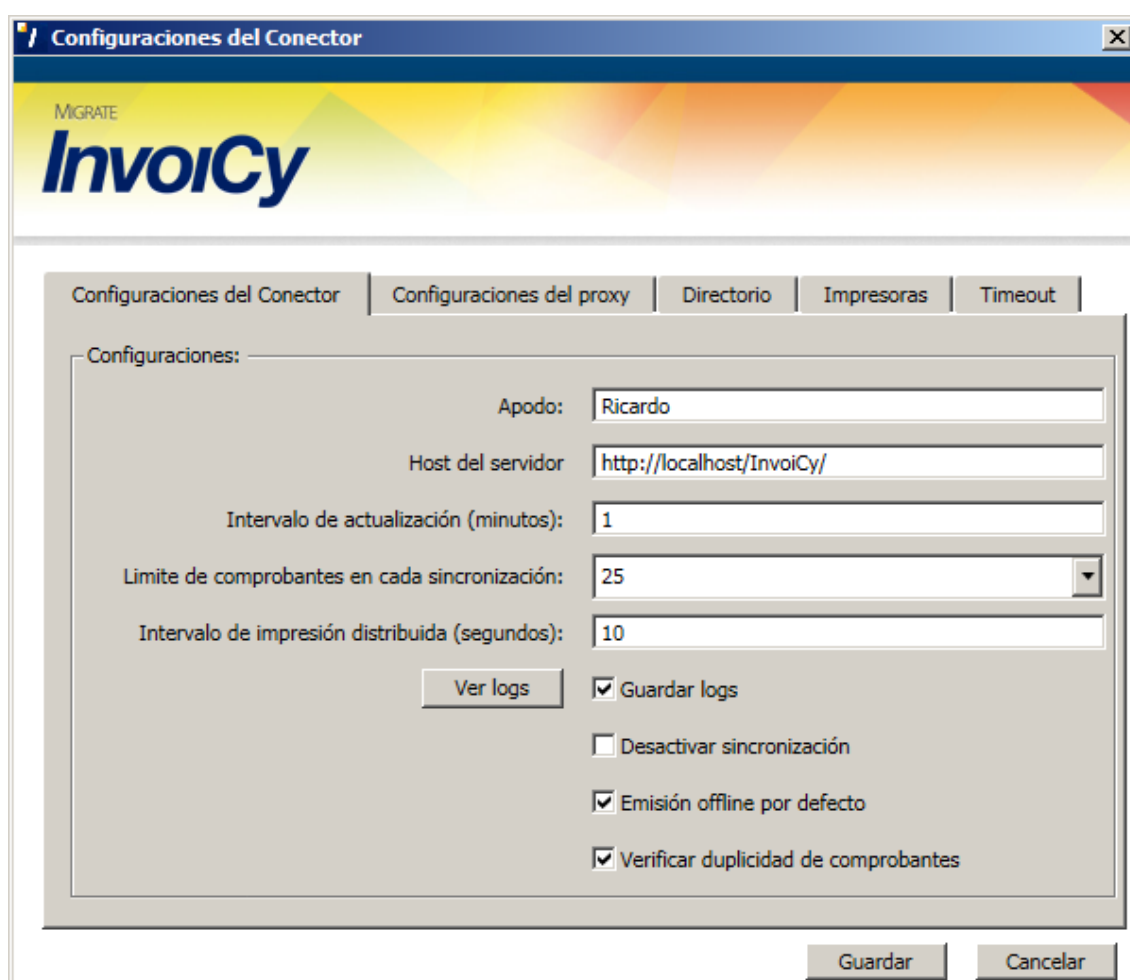 Configuraciones del Conector
MIGRATE
InvoiCy
Configuraciones del Conector Configuraciones del proxy Directorio Impresoras Timeout
Configuraciones:
Apodo: Ricardo
Host del servidor http://localhost/InvoiCy/
Intervalo de actualización (minutos): 1
Limite de comprobantes en cada sincronización: 25
Intervalo de impresión distribuida (segundos): 10
Ver logs Guardar logs
Desactivar sincronización
Emisión offline por defecto
Verificar duplicidad de comprobantes
Guardar Cancelar